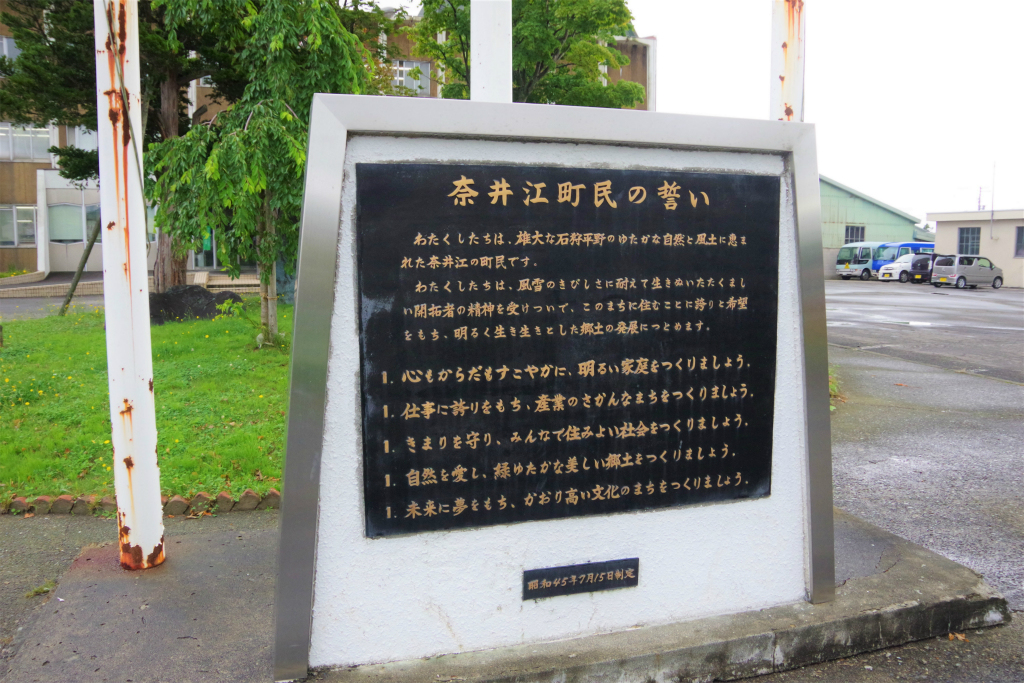 奈井江町民の誓い
わたくしたちは、雄大な石狩平野のゆたかな自然と風土に恵ま
れた奈井江の町民です。
わたくしたちは、風雪のきびしさに耐えて生きぬいたたくまし
い開拓者の精神を受けついで、このまちに住むことに誇りと希望
をもち、明るく生き生きとした郷土の発展につとめます。
1. 心もからだもすこやかに、明るい家庭をつくりましょう。
1. 仕事に誇りをもち、産業のさかんなまちをつくりましょう。
1. きまりを守り、みんなで住みよい社会をつくりましょう。
1. 自然を愛し、緑ゆたかな美しい郷土をつくりましょう。
1. 未来に夢をもち、かおり高い文化のまちをつくりましょう。
昭和45年7月15日制定